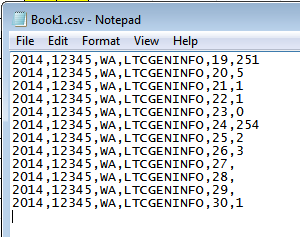 Book1.csv - Notepad
File Edit Format View Help
2014,12345,WA,LTCGENINFO,19,251
2014,12345,WA,LTCGENINFO,20,5
2014,12345,WA,LTCGENINFO,21,1
2014,12345,WA,LTCGENINFO,22,1
2014,12345,WA,LTCGENINFO,23,0
2014,12345,WA,LTCGENINFO,24,254
2014,12345,WA,LTCGENINFO,25,2
2014,12345,WA,LTCGENINFO,26,3
2014,12345,WA,LTCGENINFO,27,
2014,12345,WA,LTCGENINFO,28,
2014,12345,WA,LTCGENINFO,29,
2014,12345,WA,LTCGENINFO,30,1